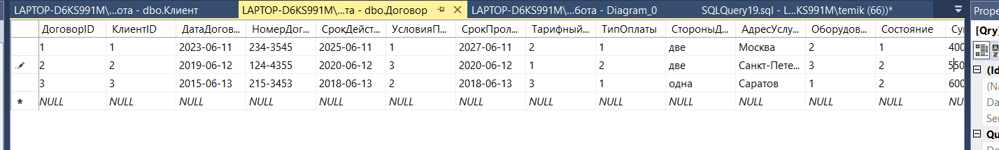 LAPTOP-D6KS991M\...ота - dbo.Клиент LAPTOP-D6KS991M\...та - dbo.Договор LAPTOP-D6KS991M\...бота - Diagram_0 SQLQuery19.sql - L...KS991M\temik (66))*
Prope
ДоговорID КлиентID ДатаДогов... НомерДог... СрокДейст... УсловияП... СрокПрол... Тарифный... ТипОплаты СтороныД... АдресУслу... Оборудов... Состояние Су
[Qry]
1 1 2023-06-11 234-3545 2025-06-11 1 2027-06-11 2 1 две Москва 2 1 400
2 2 2019-06-12 124-4355 2020-06-12 3 2020-06-12 1 2 две Санкт-Пете... 3 2 550
(Id
3 3 2015-06-13 215-3453 2018-06-13 2 2018-06-13 3 1 одна Саратов 1 2 600
(Na
NULL NULL NULL NULL NULL NULL NULL NULL NULL NULL NULL NULL NULL NULL
Da
Ser
Qu